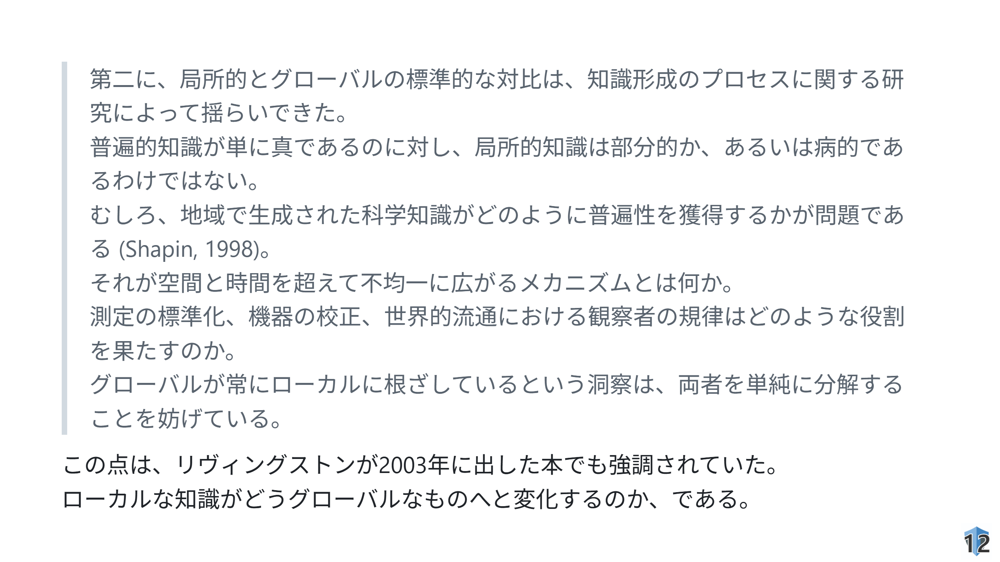 第二に、局所的とグローバルの標準的な対比は、知識形成のプロセスに関する研
究によって揺らいできた。
普遍的知識が単に真であるのに対し、局所的知識は部分的か、あるいは病的であ
るわけではない。
むしろ、地域で生成された科学知識がどのように普遍性を獲得するかが問題であ
る (Shapin, 1998)。
それが空間と時間を超えて不均一に広がるメカニズムとは何か。
測定の標準化、機器の校正、世界的流通における観察者の規律はどのような役割
を果たすのか。
グローバルが常にローカルに根ざしているという洞察は、両者を単純に分解する
ことを妨げている。
この点は、リヴィングストンが2003年に出した本でも強調されていた。
ローカルな知識がどうグローバルなものへと変化するのか、である。
12